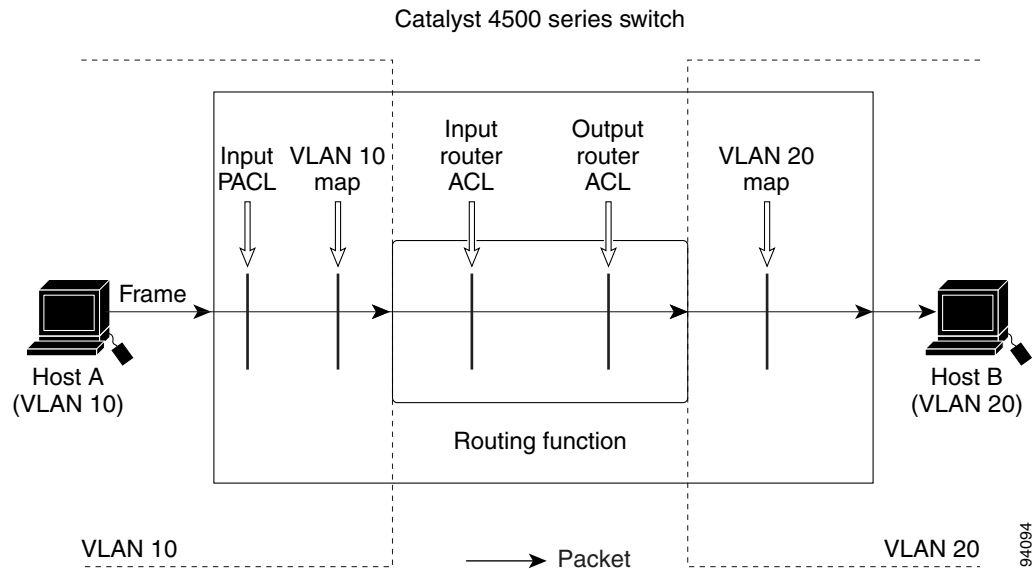 Catalyst 4500 series switch
Input
PACL
VLAN 10
map
Input
router
ACL
Output
router
ACL
VLAN 20
map
Frame
Host A
(VLAN 10)
Host B
(VLAN 20)
Routing function
VLAN 10
Packet
VLAN 20
94094